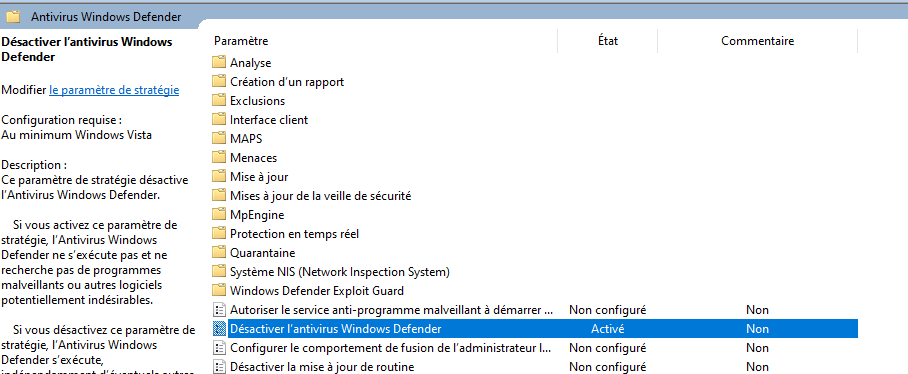 Antivirus Windows Defender
Désactiver l'antivirus Windows
Defender
Modifier le paramètre de stratégie
Configuration requise :
Au minimum Windows Vista
Description :
Ce paramètre de stratégie désactive
l'Antivirus Windows Defender.
Si vous activez ce paramètre de
stratégie, l'Antivirus Windows
Defender ne s'exécute pas et ne
recherche pas de programmes
malveillants ou autres logiciels
potentiellement indésirables.
Si vous désactivez ce paramètre de
stratégie, l'Antivirus Windows
Defender s'exécute,
indépendamment d'éventuels autres
Paramètre État Commentaire
Analyse
Création d'un rapport
Exclusions
Interface client
MAPS
Menaces
Mise à jour
Mises à jour de la veille de sécurité
MpEngine
Protection en temps réel
Quarantaine
Système NIS (Network Inspection System)
Windows Defender Exploit Guard
Autoriser le service anti-programme malveillant à démarrer ... Non configuré Non
Désactiver l'antivirus Windows Defender Activé Non
Configurer le comportement de fusion de l'administrateur l... Non configuré Non
Désactiver la mise à jour de routine Non configuré Non